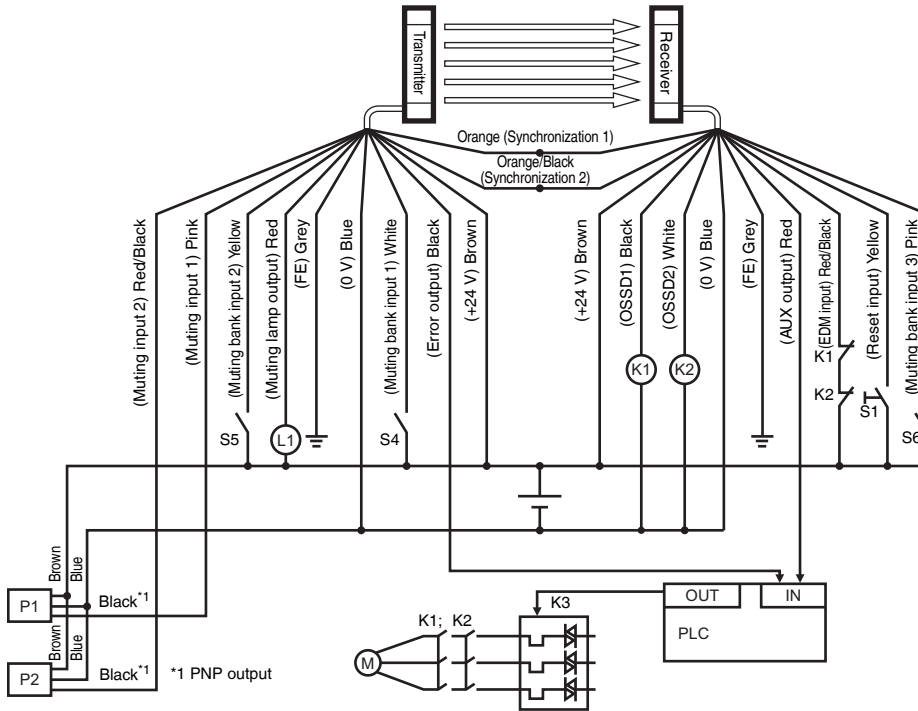 Transmitter
Receiver
Orange (Synchronization 1)
Orange/Black
(Synchronization 2)
(Muting input 2) Red/Black
(Muting input 1) Pink
(Muting bank input 2) Yellow
(Muting lamp output) Red
(FE) Grey
(0 V) Blue
(Muting bank input 1) White
(Error output) Black
(+24 V) Brown
(+24 V) Brown
(OSSD1) Black
(OSSD2) White
(0 V) Blue
(FE) Grey
(AUX output) Red
(EDM input) Red/Black
(Reset input) Yellow
(Muting bank input 3) Pink
K1
K1
K2
K2
S1
S5
L1
S4
S6
Brown
Blue
P1
Black*1
Brown
Blue
P2
Black*1
*1 PNP output
K1; K2
K3
M
OUT
IN
PLC